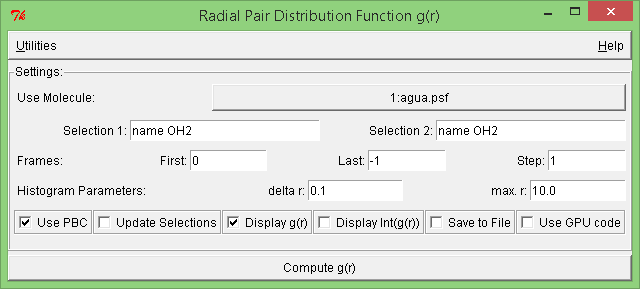 Radial Pair Distribution Function g(r)
Utilities Help
Settings:
Use Molecule: 1:agua.psf
Selection 1: name OH2 Selection 2: name OH2
Frames: First: 0 Last: -1 Step: 1
Histogram Parameters: delta r: 0.1 max. r: 10.0
Use PBC Update Selections Display g(r) Display Int(g(r)) Save to File Use GPU code
Compute g(r)